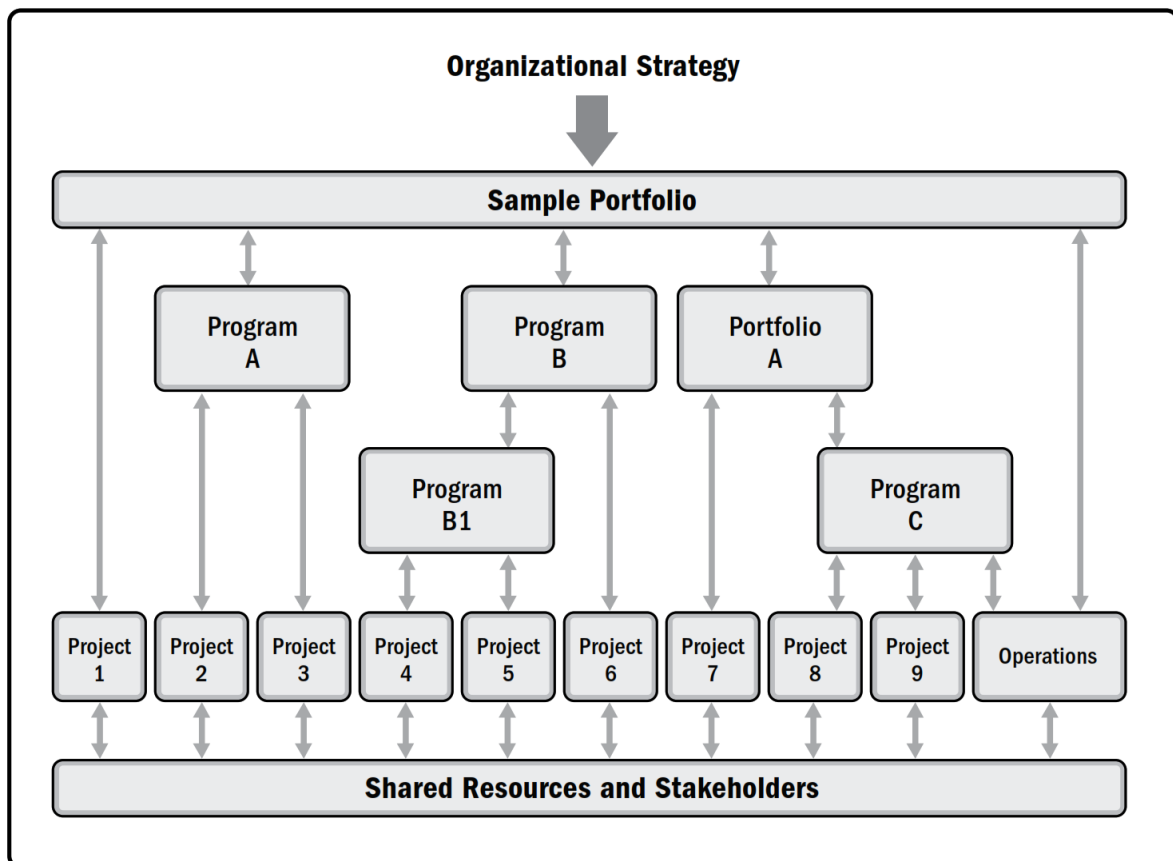 Organizational Strategy
Sample Portfolio
Program
A
Program
B
Portfolio
A
Program
B1
Program
C
Project
1
Project
2
Project
3
Project
4
Project
5
Project
6
Project
7
Project
8
Project
9
Operations
Shared Resources and Stakeholders